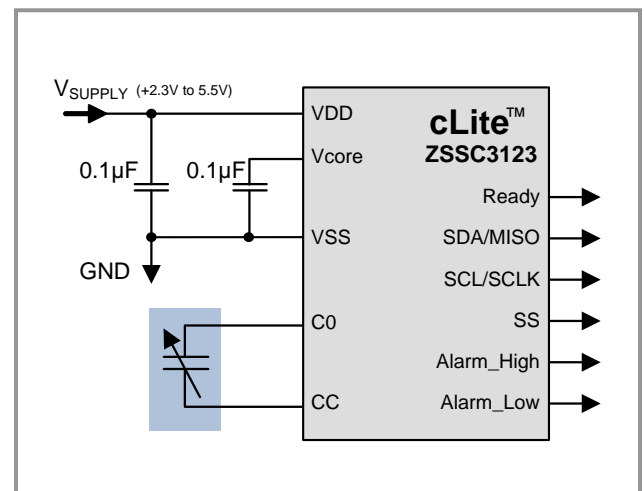 VSUPPLY (+2.3V to 5.5V)
0.1µF
0.1µF
GND
cLite™
ZSSC3123
VDD
Vcore
VSS
C0
CC
Ready
SDA/MISO
SCL/SCLK
SS
Alarm_High
Alarm_Low